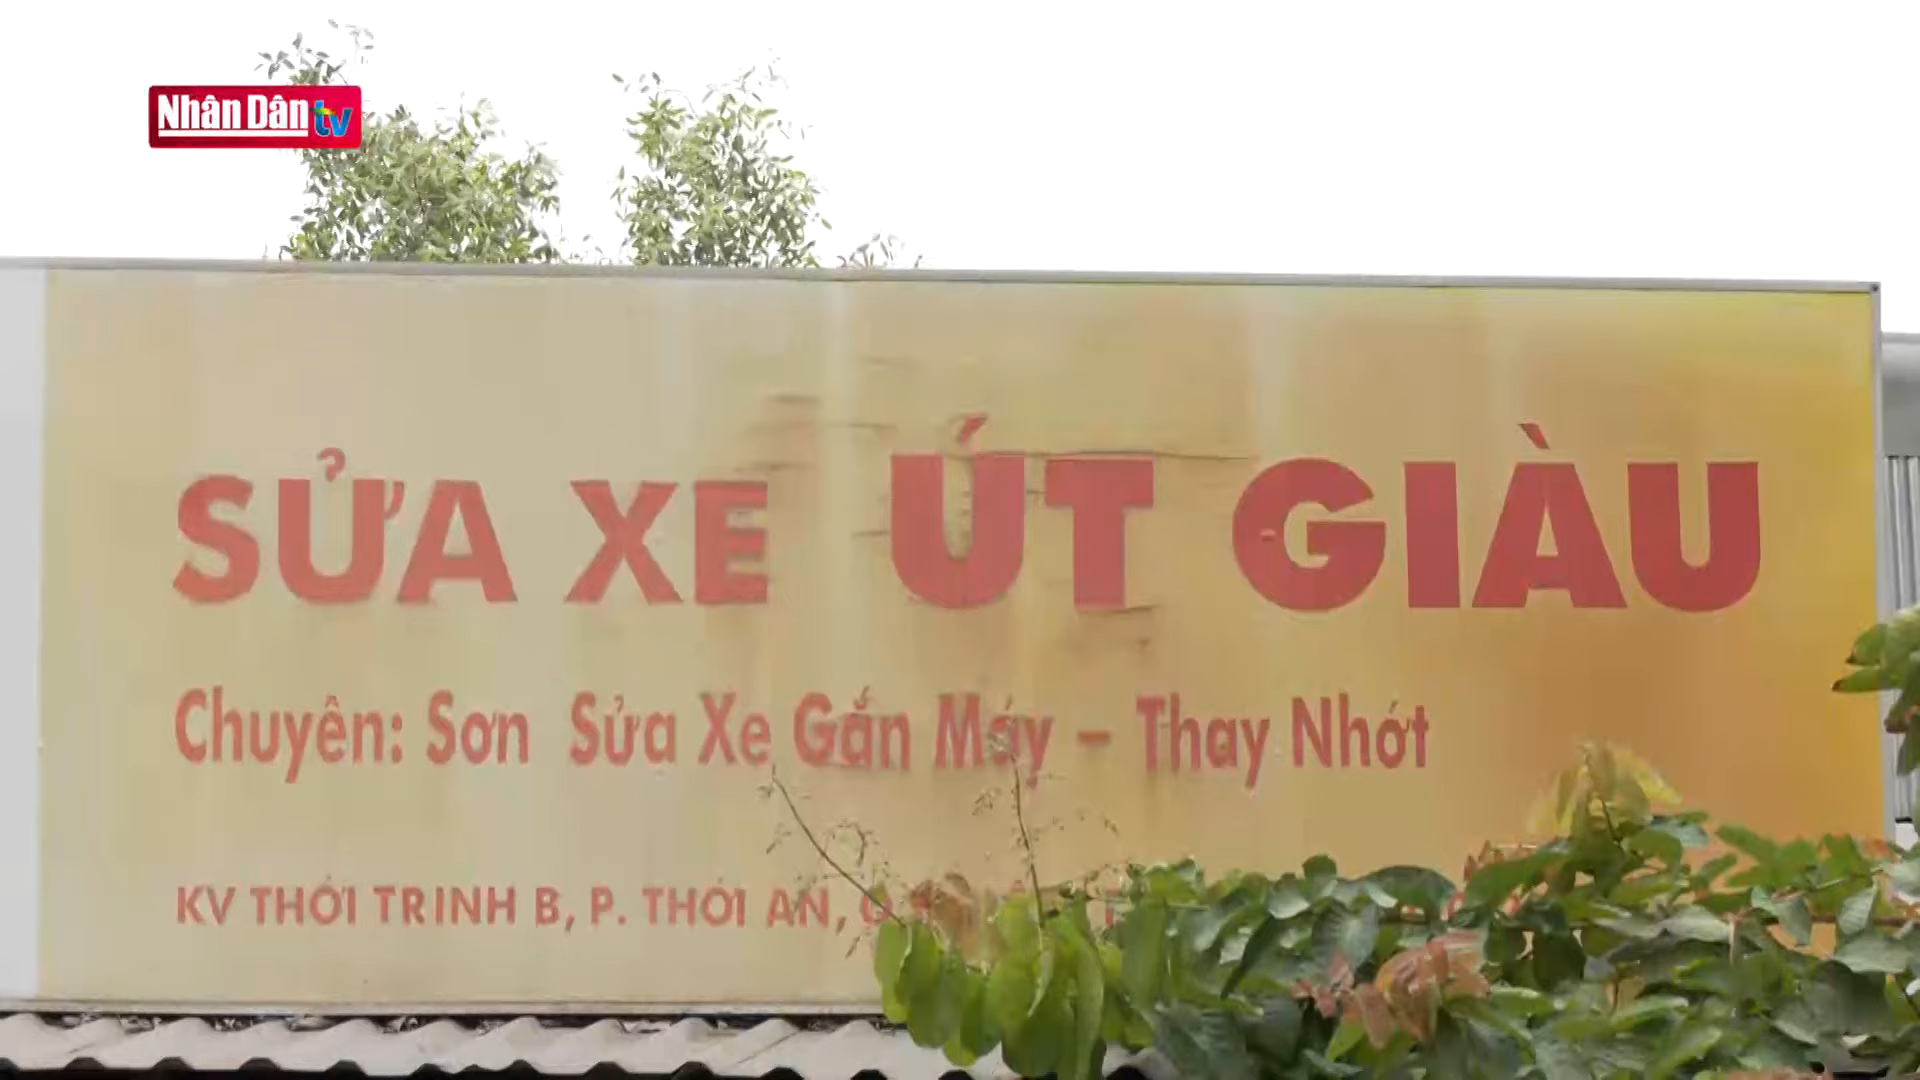 Nhân Dân tv
SỬA XE ÚT GIÀU
Chuyên: Sơn Sửa Xe Gắn Máy – Thay Nhớt
KV THỚI TRINH B, P. THỚI AN,